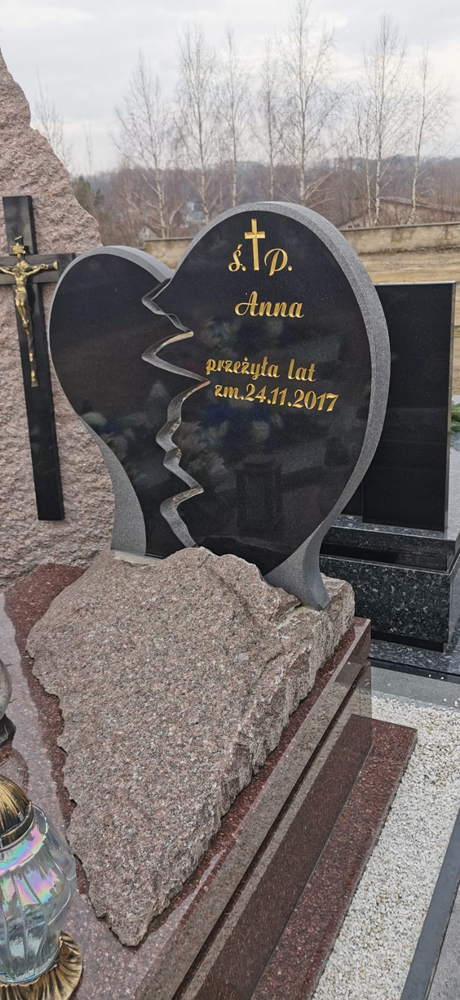 Ś.P.
Anna
przeżyła lat
zm.24.11.2017